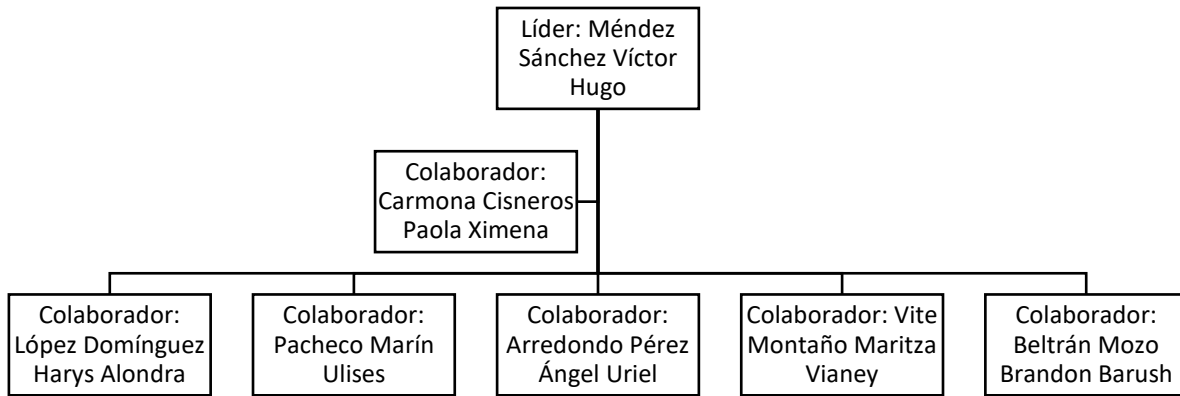 Líder: Méndez
Sánchez Víctor
Hugo
Colaborador:
Carmona Cisneros
Paola Ximena
Colaborador:
López Domínguez
Harys Alondra
Colaborador:
Pacheco Marín
Ulises
Colaborador:
Arredondo Pérez
Ángel Uriel
Colaborador: Vite
Montaño Maritza
Vianey
Colaborador:
Beltrán Mozo
Brandon Barush